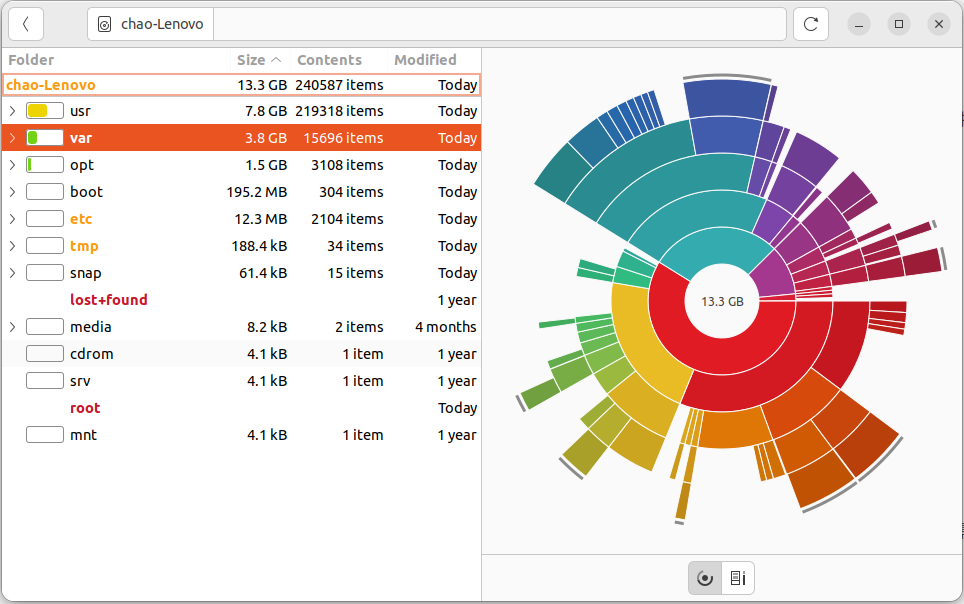 chao-Lenovo
Folder Size Contents Modified
chao-Lenovo 13.3 GB 240587 items Today
usr 7.8 GB 219318 items Today
var 3.8 GB 15696 items Today
opt 1.5 GB 3108 items Today
boot 195.2 MB 304 items Today
etc 12.3 MB 2104 items Today
tmp 188.4 kB 34 items Today
snap 61.4 kB 15 items Today
lost+found 1 year
media 8.2 kB 2 items 4 months
cdrom 4.1 kB 1 item 1 year
srv 4.1 kB 1 item 1 year
root Today
mnt 4.1 kB 1 item 1 year
13.3 GB